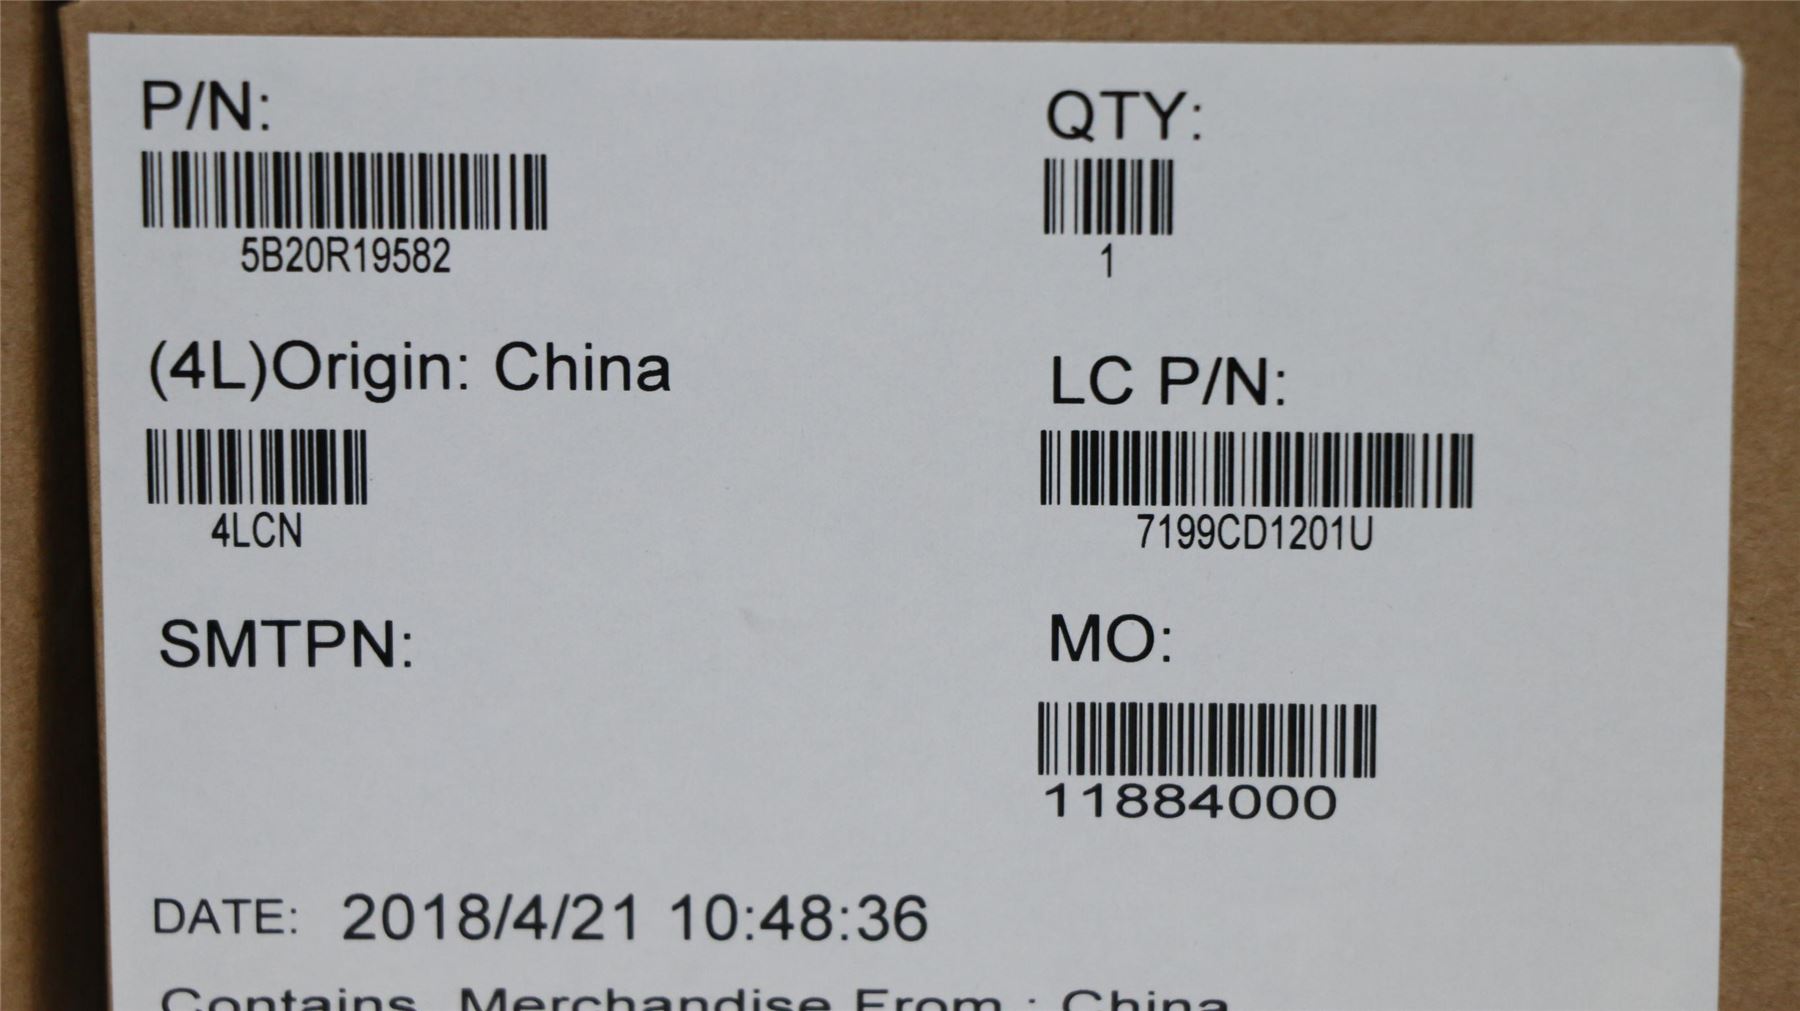 P/N:
QTY:
5B20R19582
1
(4L)Origin: China
LC P/N:
4LCN
7199CD1201U
SMTPN:
MO:
11884000
DATE: 2018/4/21 10:48:36
Contains Merchandise From : China